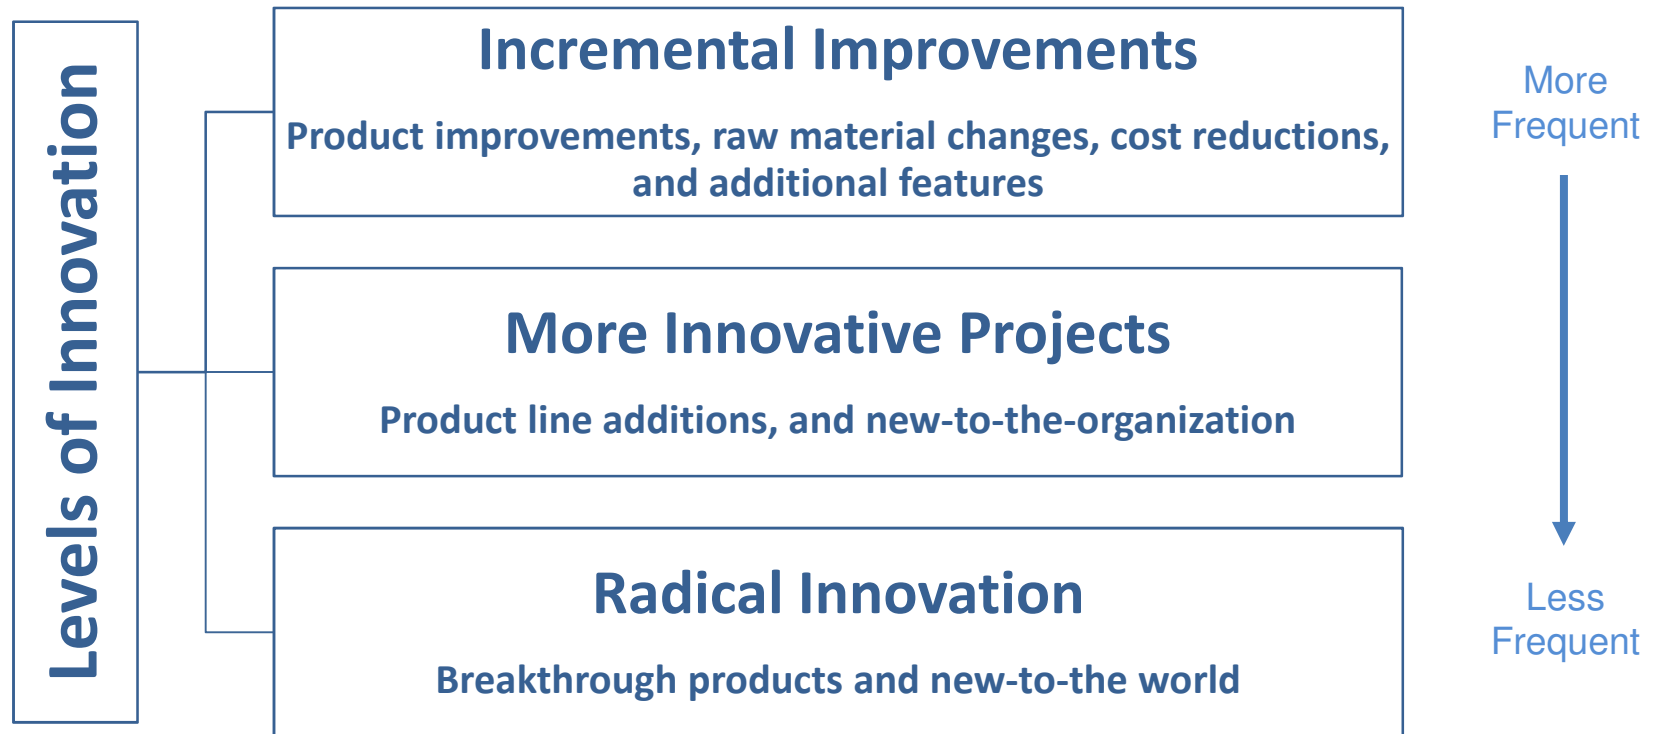 Levels of Innovation
Incremental Improvements
Product improvements, raw material changes, cost reductions,
and additional features
More Innovative Projects
Product line additions, and new-to-the-organization
Radical Innovation
Breakthrough products and new-to-the world
More
Frequent
Less
Frequent